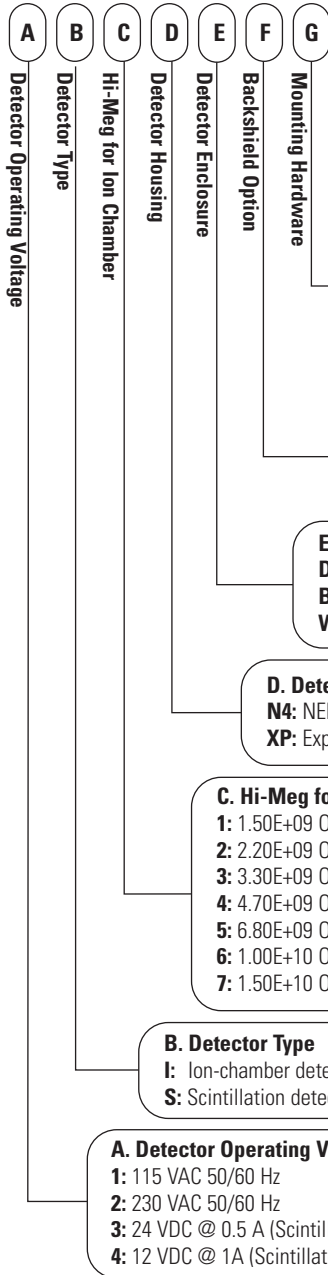 A B C D E F G
Detector Operating Voltage
Detector Type
Hi-Meg for Ion Chamber
Detector Housing
Detector Enclosure
Backshield Option
Mounting Hardware
E
D
B
W
D. Dete
N4: NE
XP: Exp
C. Hi-Meg fo
1: 1.50E+09 O
2: 2.20E+09 O
3: 3.30E+09 O
4: 4.70E+09 O
5: 6.80E+09 O
6: 1.00E+10 O
7: 1.50E+10 O
B. Detector Type
I: Ion-chamber dete
S: Scintillation dete
A. Detector Operating V
1: 115 VAC 50/60 Hz
2: 230 VAC 50/60 Hz
3: 24 VDC @ 0.5 A (Scintil
4: 12 VDC @ 1A (Scintillat